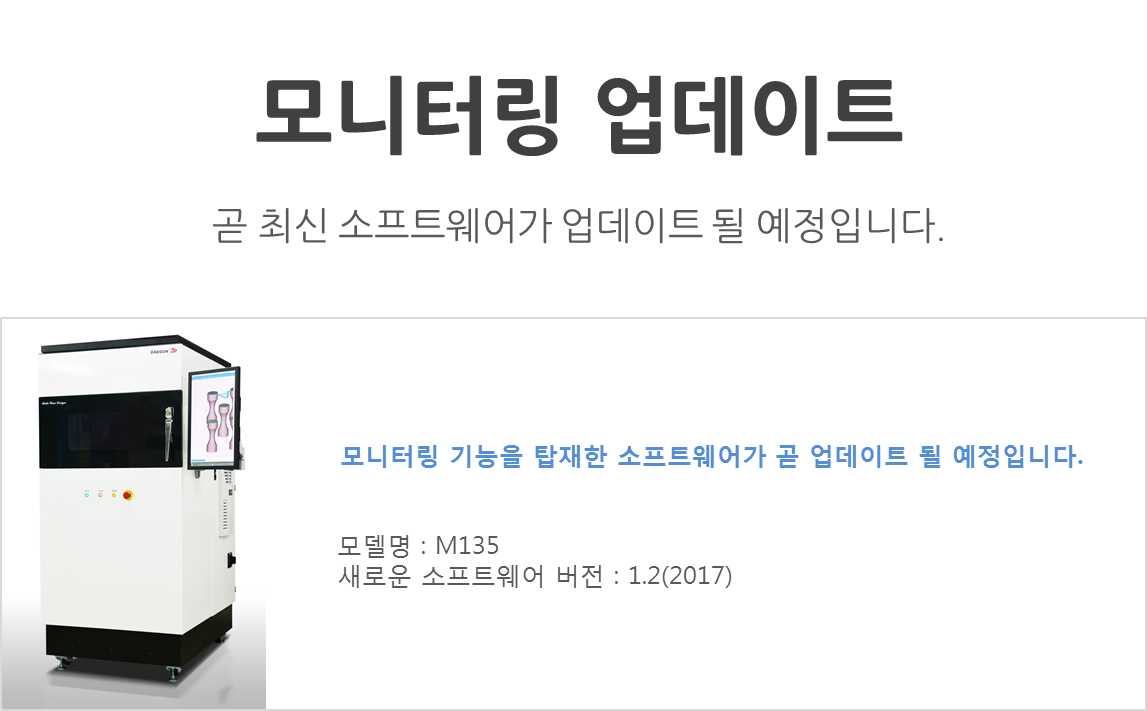 모니터링 업데이트
곧 최신 소프트웨어가 업데이트 될 예정입니다.
DAEGUN
모니터링 기능을 탑재한 소프트웨어가 곧 업데이트 될 예정입니다.
모델명 : M135
새로운 소프트웨어 버전 : 1.2(2017)